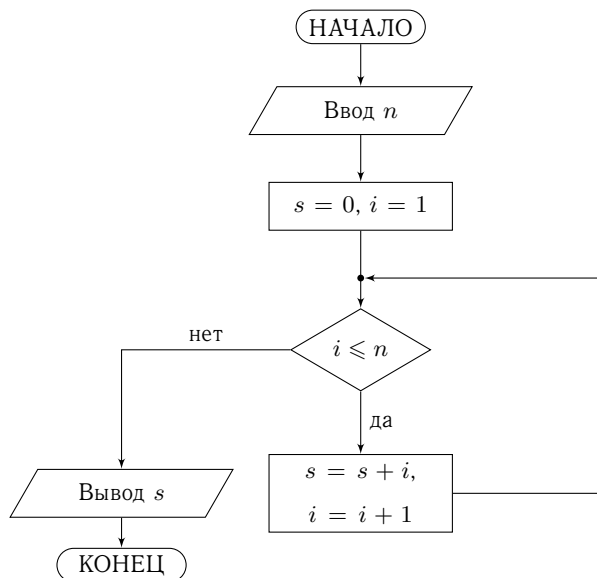 НАЧАЛО
Ввод n
s = 0, i = 1
i ⩽ n
нет
да
s = s + i,
i = i + 1
Вывод s
КОНЕЦ